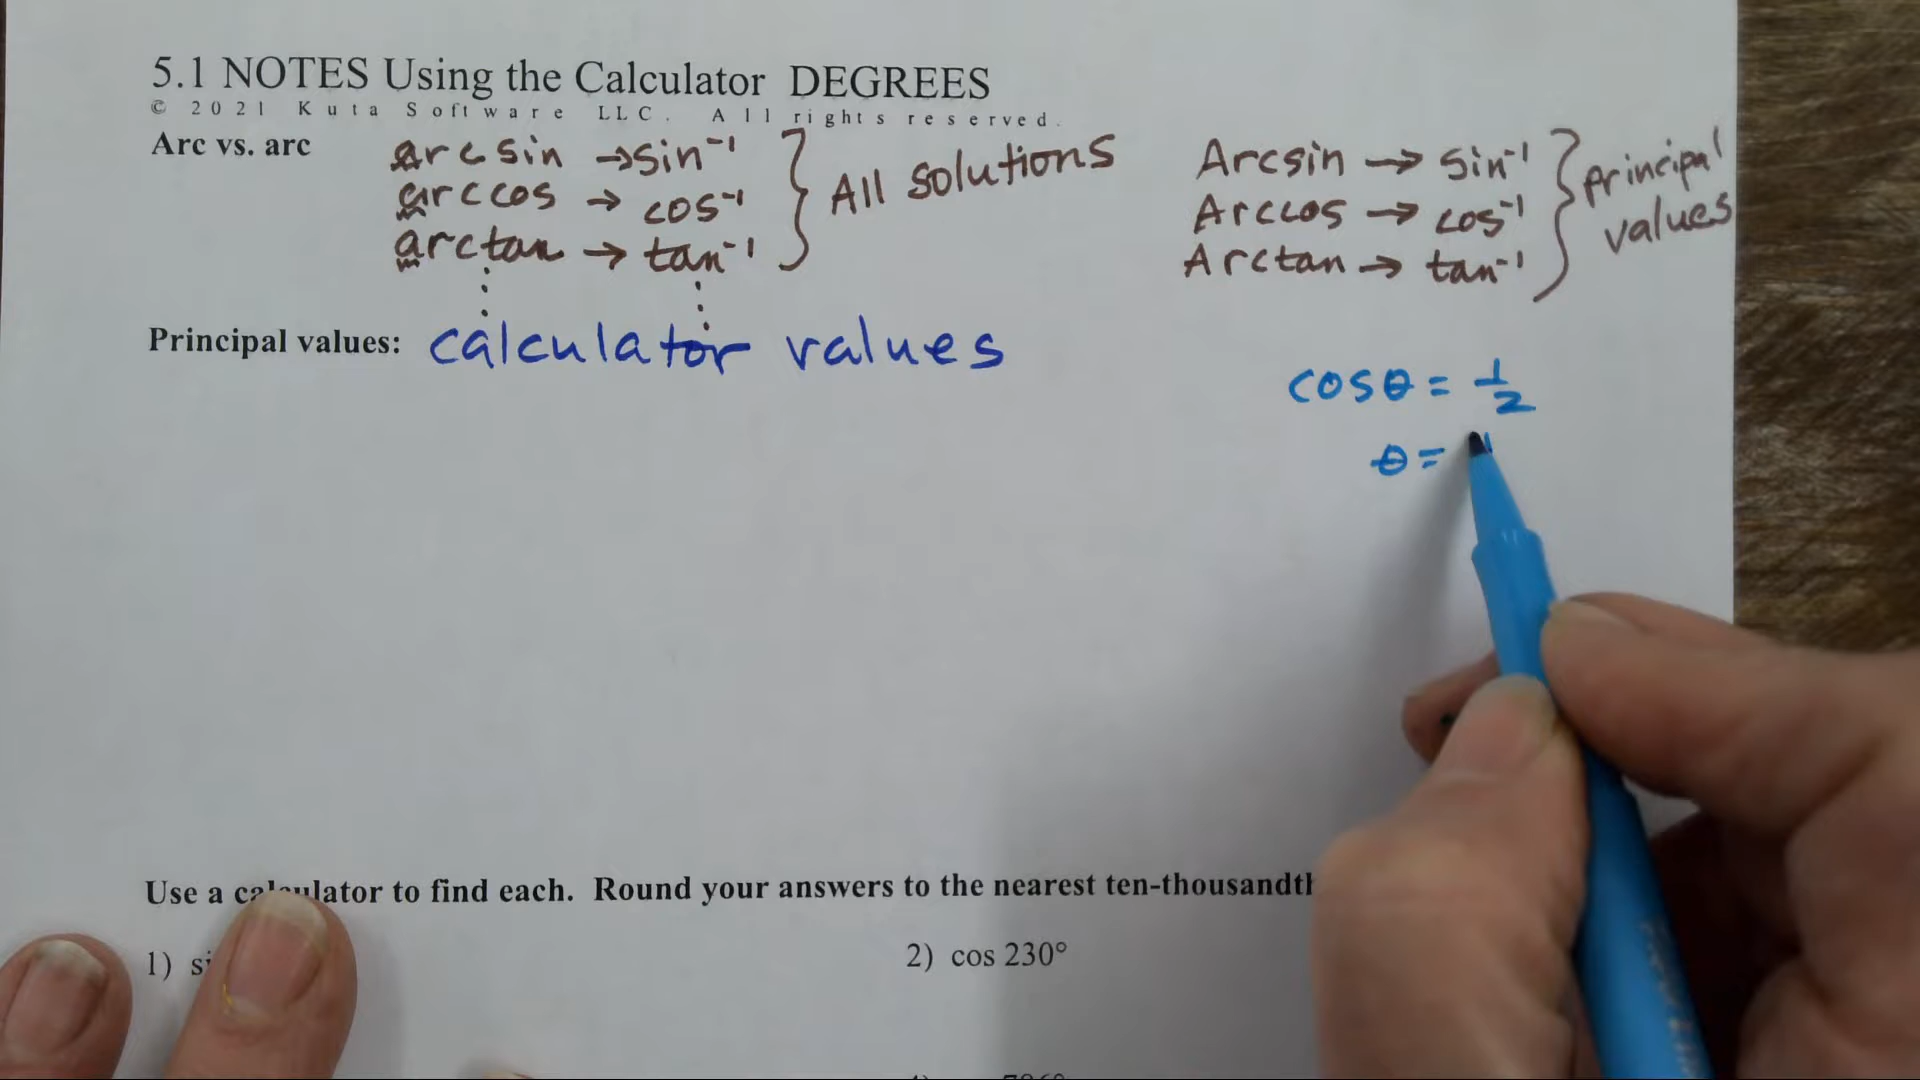 5.1 NOTES Using the Calculator DEGREES
© 2021 Kuta Software LLC. All rights reserved.
Arc vs. arc
arcsin → sin⁻¹
arccos → cos⁻¹
arctan → tan⁻¹
All solutions
Arcsin → sin⁻¹
Arccos → cos⁻¹
Arctan → tan⁻¹
principal
values
Principal values: calculator values
cosθ = 1/2
θ =
Use a calculator to find each. Round your answers to the nearest
1)
2) cos 230°